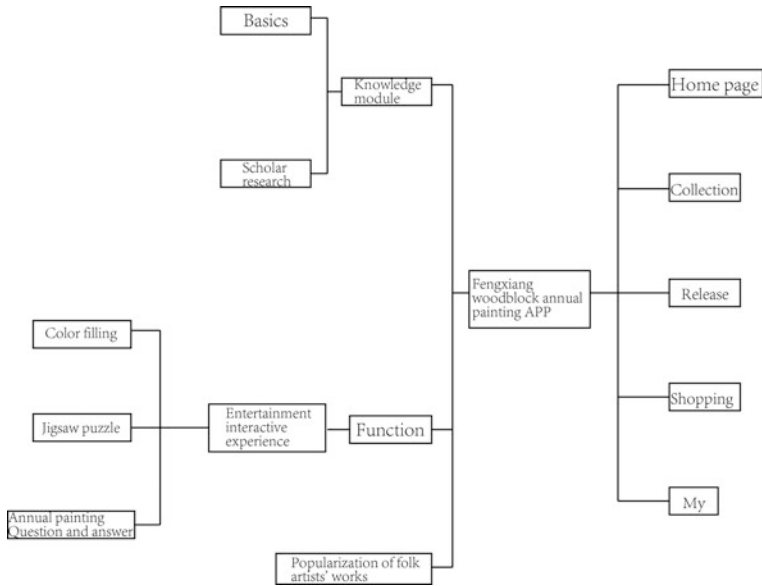 Basics
Knowledge
module
Scholar
research
Home page
Collection
Fengxiang
woodblock annual
painting APP
Release
Color filling
Jigsaw puzzle
Annual painting
Question and answer
Entertainment
interactive
experience
Function
Shopping
My
Popularization of folk
artists' works